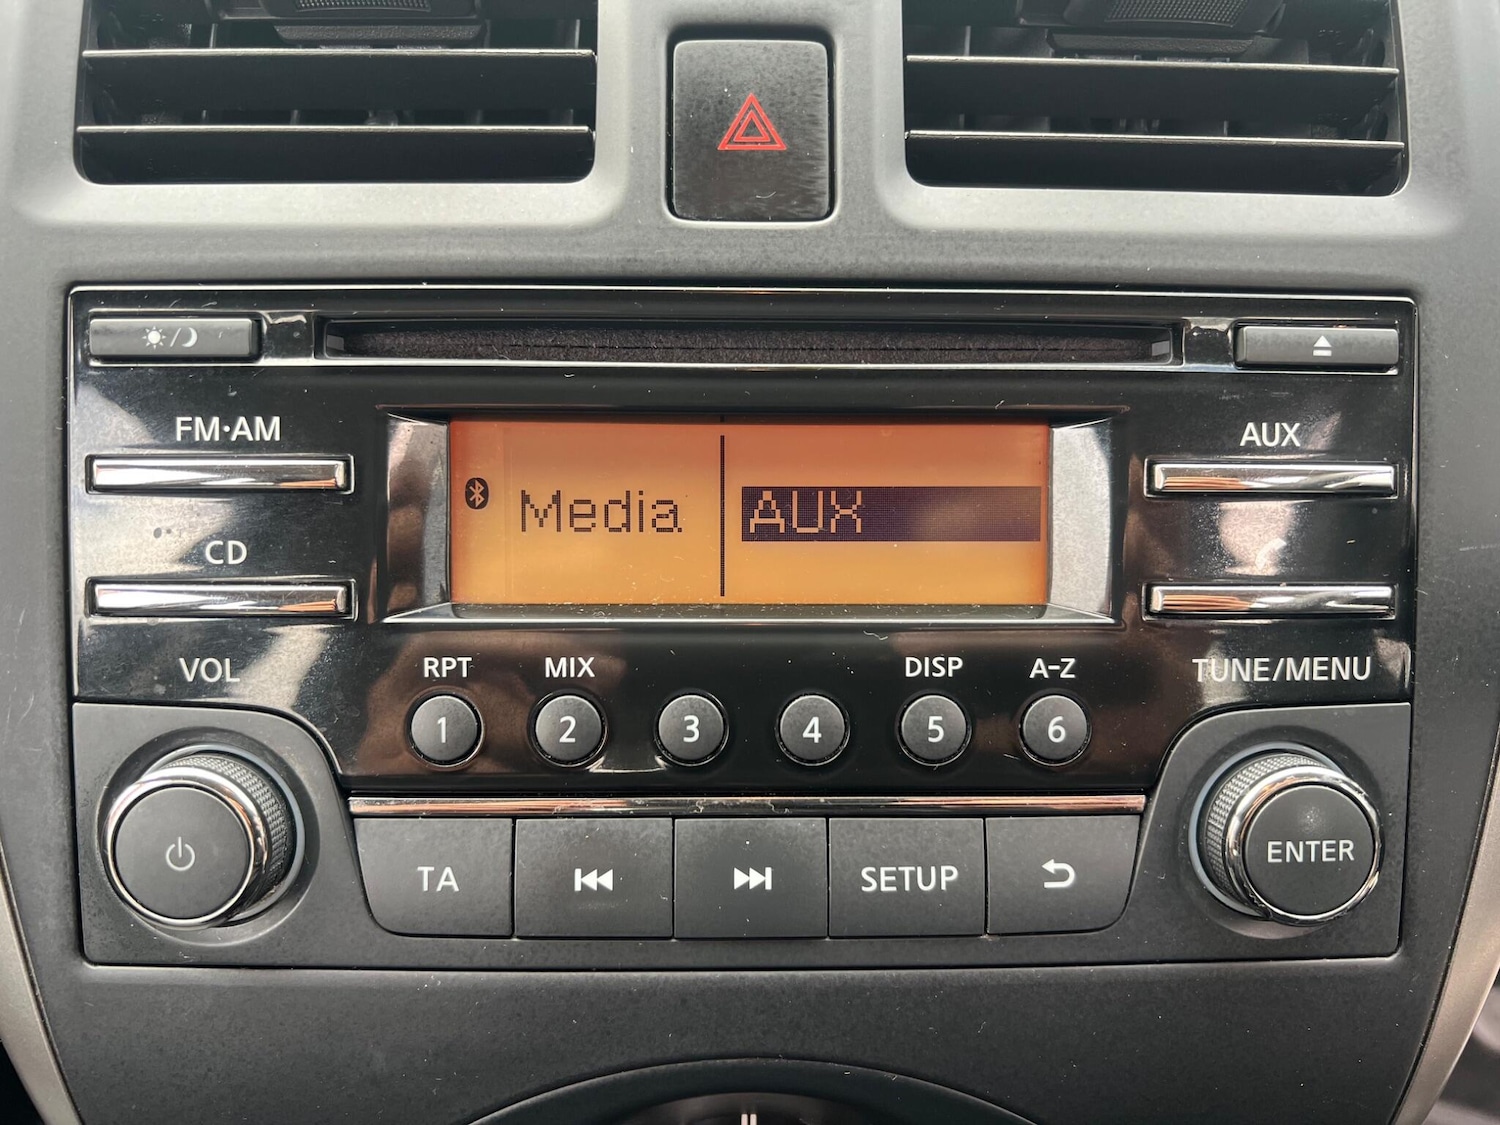 FM·AM
AUX
Media
AUX
CD
VOL
RPT
MIX
DISP
A-Z
TUNE/MENU
1
2
3
4
5
6
TA
SETUP
ENTER